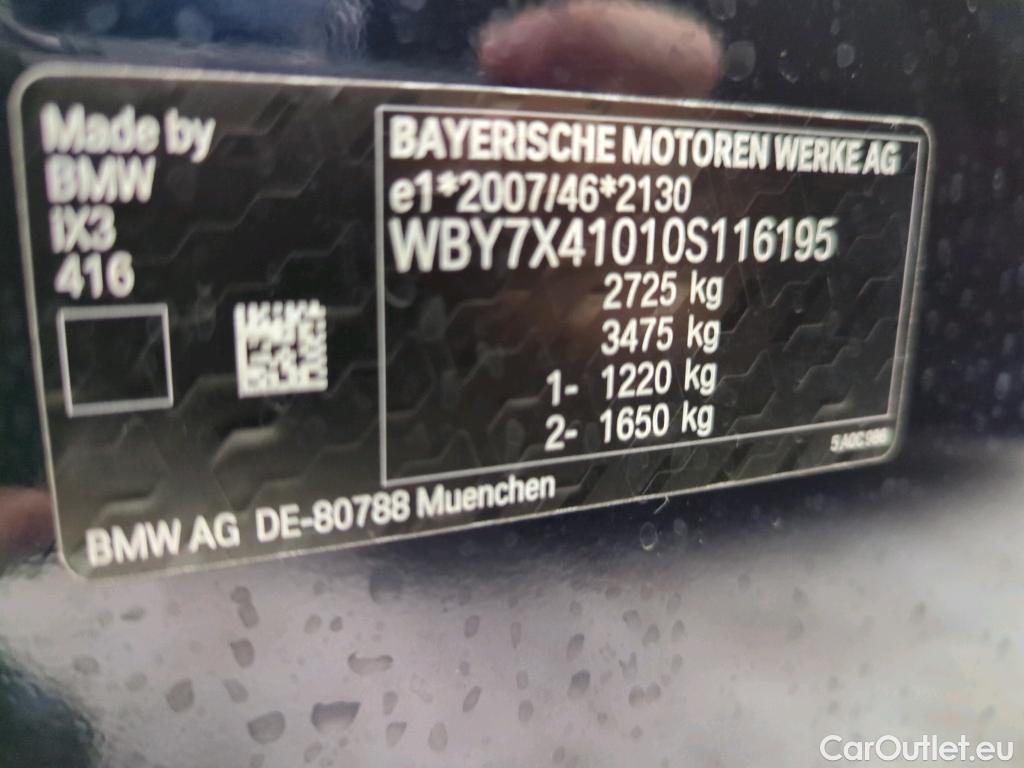 Made by
BMW
IX3
416
BAYERISCHE MOTOREN WERKE AG
e1*2007/46*2130
WBY7X41010S116195
2725 kg
3475 kg
1- 1220 kg
2- 1650 kg
5A0C986
BMW AG DE-80788 Muenchen
CarOutlet.eu